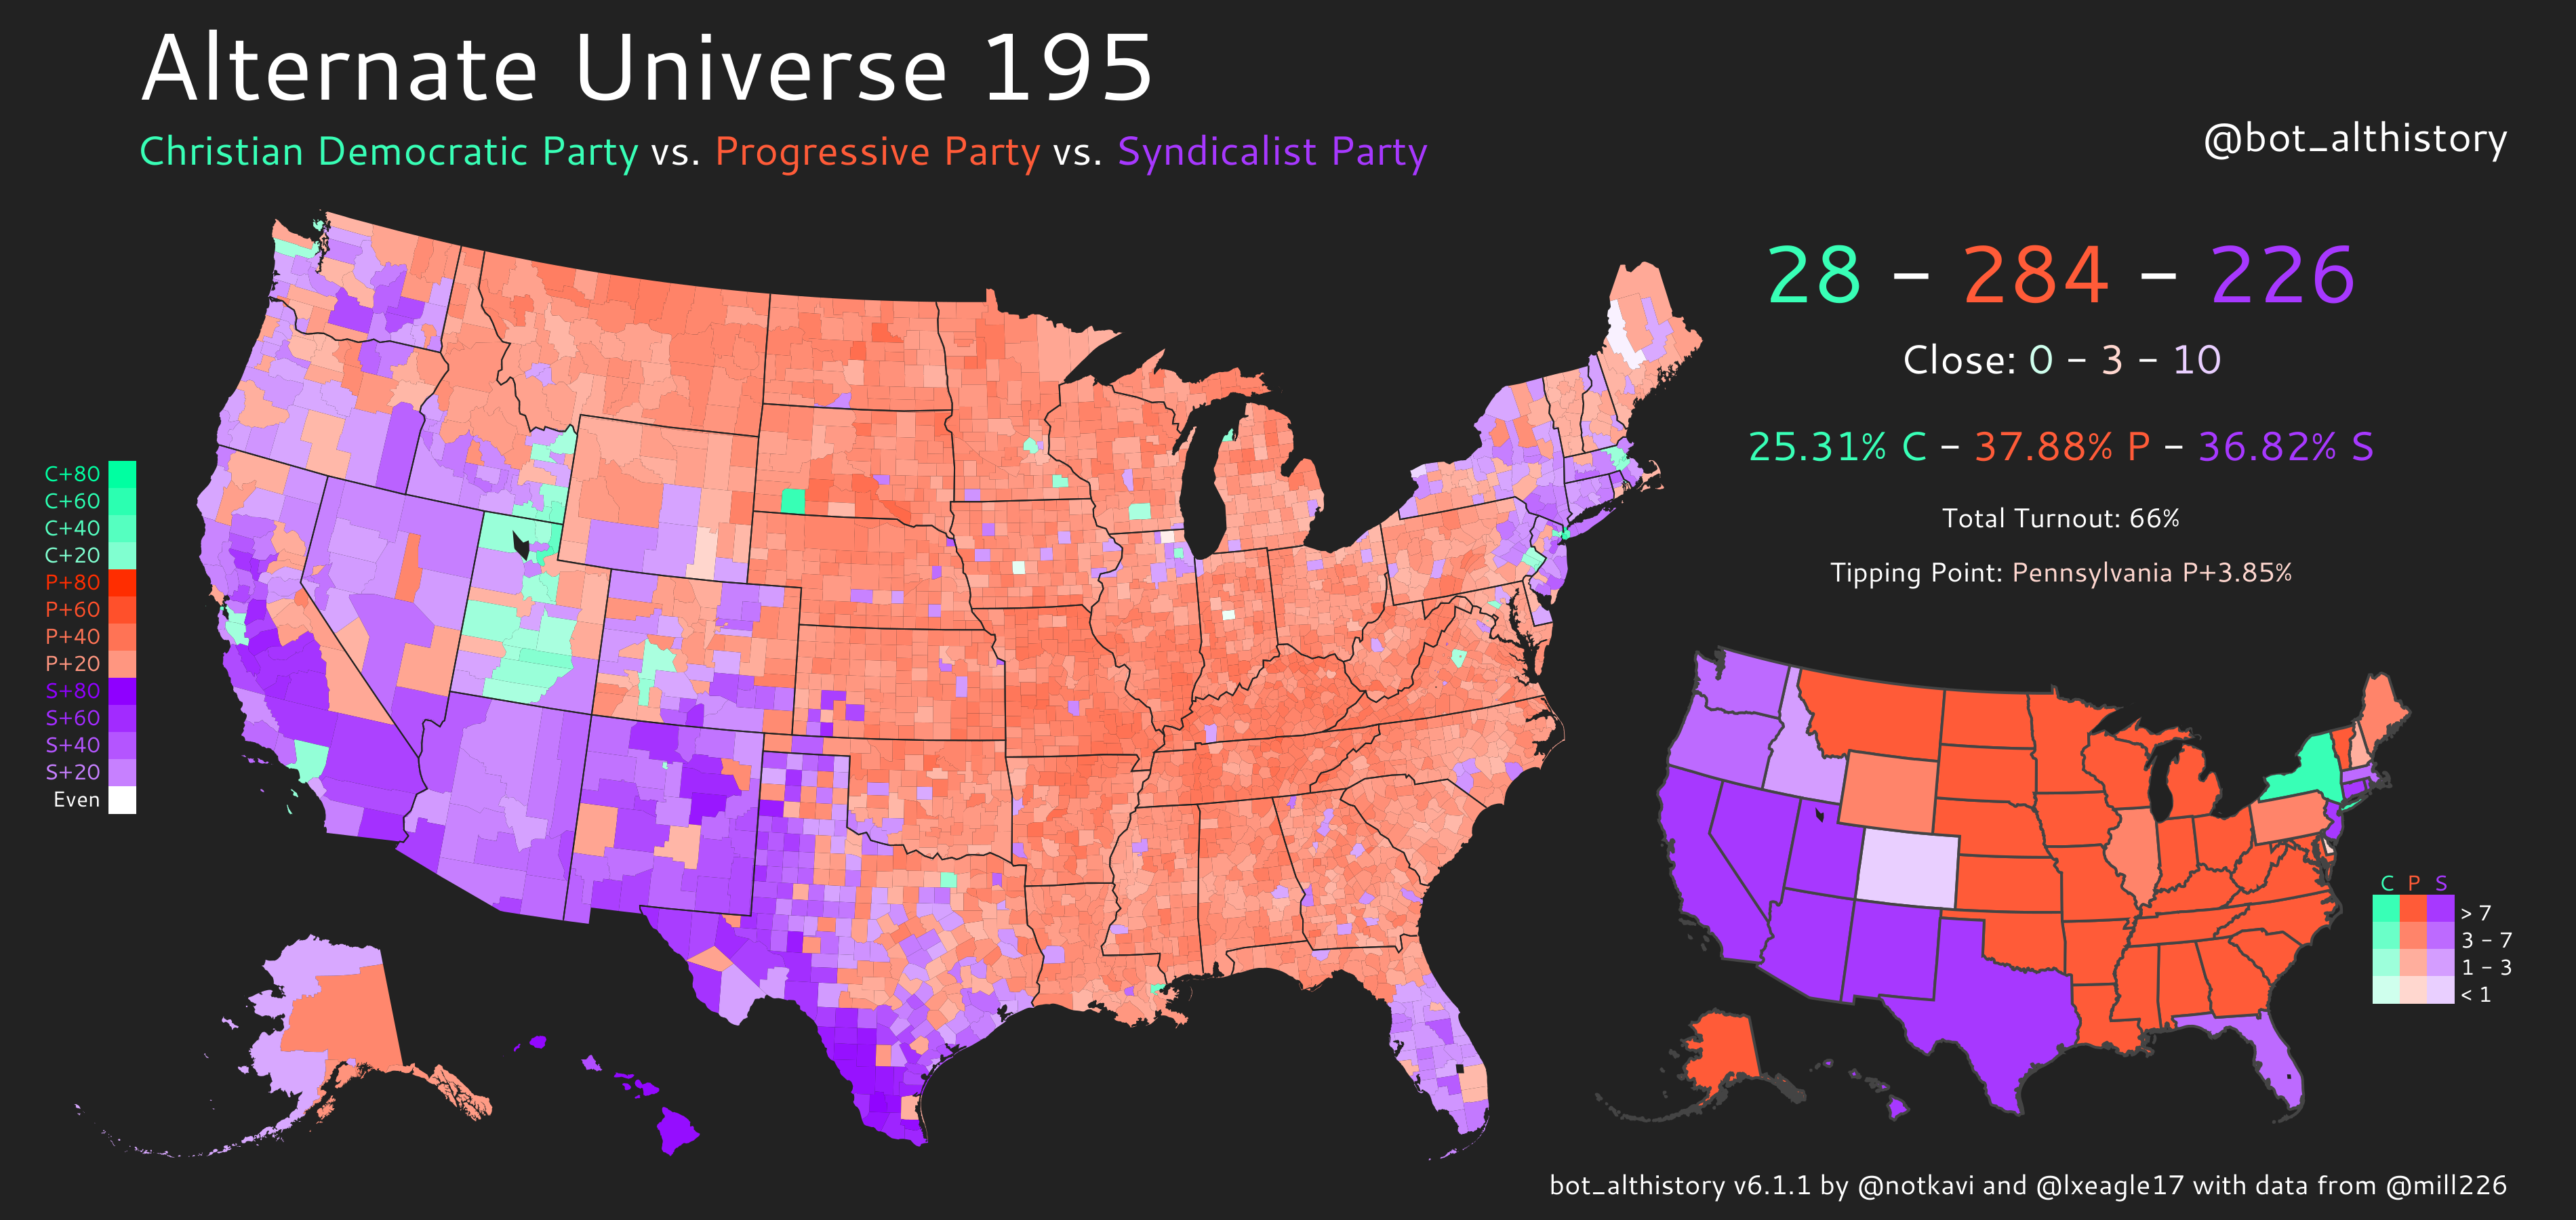 Alternate Universe 195
Christian Democratic Party vs. Progressive Party vs. Syndicalist Party
@bot_althistory
28 – 284 – 226
Close: 0 – 3 – 10
25.31% C – 37.88% P – 36.82% S
Total Turnout: 66%
Tipping Point: Pennsylvania P+3.85%
C+80
C+60
C+40
C+20
P+80
P+60
P+40
P+20
S+80
S+60
S+40
S+20
Even
C P S
> 7
3 – 7
1 – 3
< 1
bot_althistory v6.1.1 by @notkavi and @lxeagle17 with data from @mill226